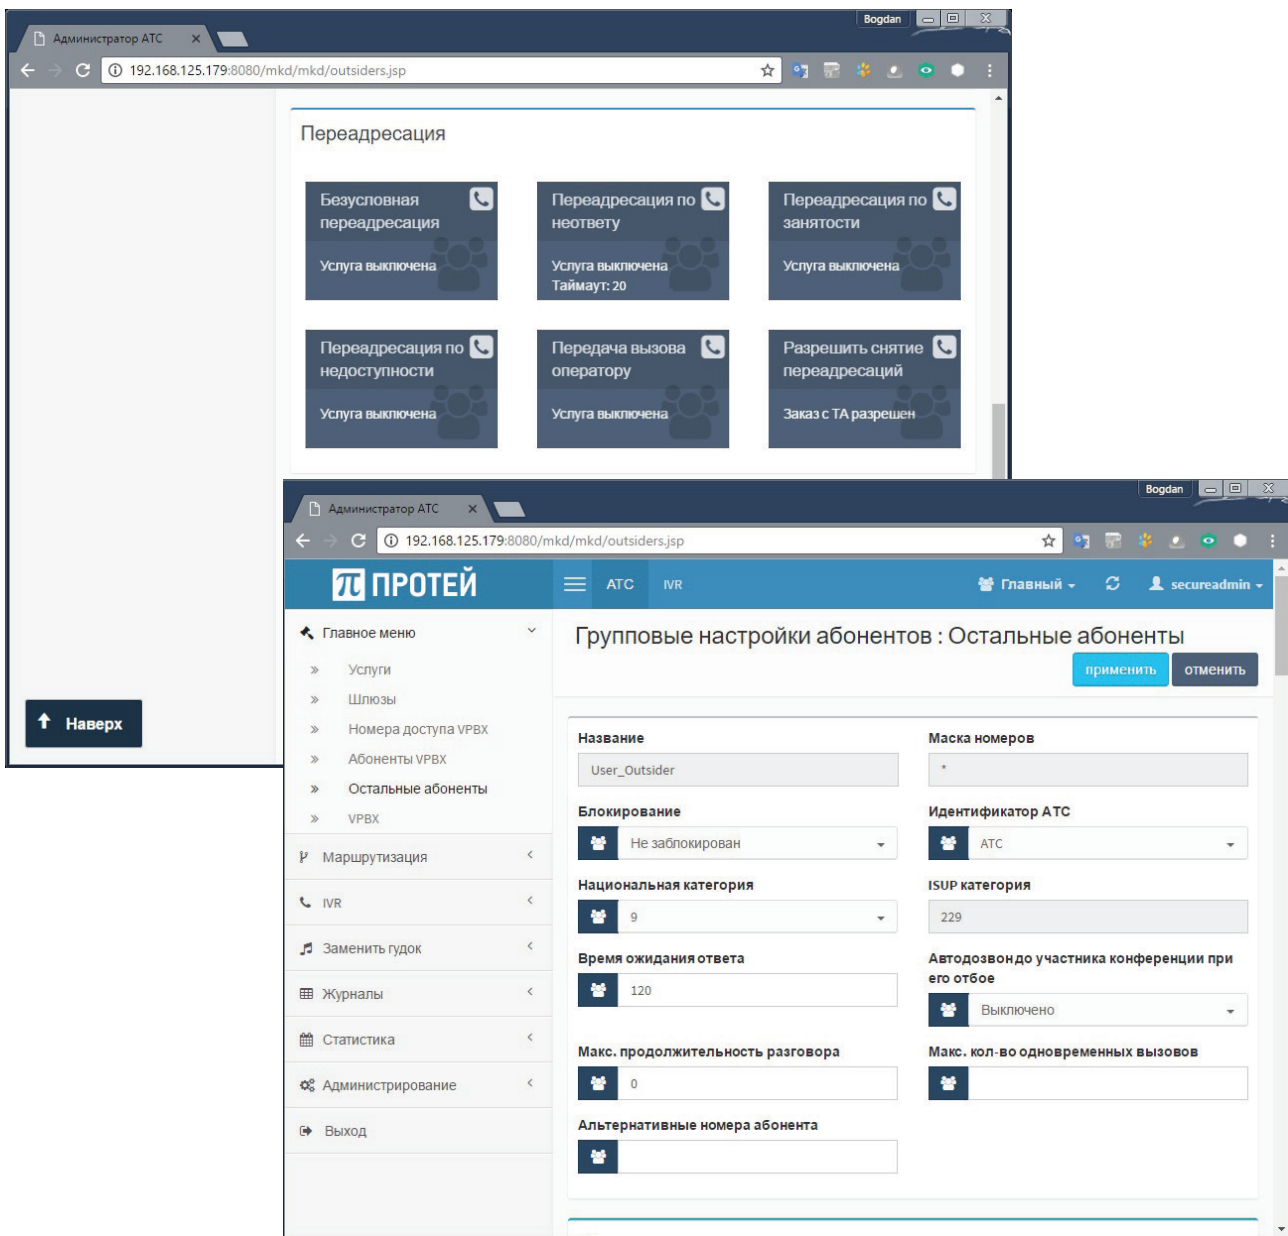 Bogdan
Администратор АТС
192.168.125.179:8080/mkd/mkd/outsiders.jsp
Переадресация
Безусловная
переадресация
Услуга выключена
Переадресация по
неответу
Услуга выключена
Таймаут: 20
Переадресация по
занятости
Услуга выключена
Переадресация по
недоступности
Услуга выключена
Передача вызова
оператору
Услуга выключена
Разрешить снятие
переадресаций
Заказ с ТА разрешен
Наверх
Bogdan
Администратор АТС
192.168.125.179:8080/mkd/mkd/outsiders.jsp
ПРОТЕЙ
АТС
IVR
Главный
secureadmin
Главное меню
Услуги
Шлюзы
Номера доступа VPBX
Абоненты VPBX
Остальные абоненты
VPBX
Маршрутизация
IVR
Заменить гудок
Журналы
Статистика
Администрирование
Выход
Групповые настройки абонентов : Остальные абоненты
применить
отменить
Название
User_Outsider
Маска номеров
*
Блокирование
Не заблокирован
Идентификатор АТС
АТС
Национальная категория
9
ISUP категория
229
Время ожидания ответа
120
Автодозвон до участника конференции при
его отбое
Выключено
Макс. продолжительность разговора
0
Макс. кол-во одновременных вызовов
Альтернативные номера абонента